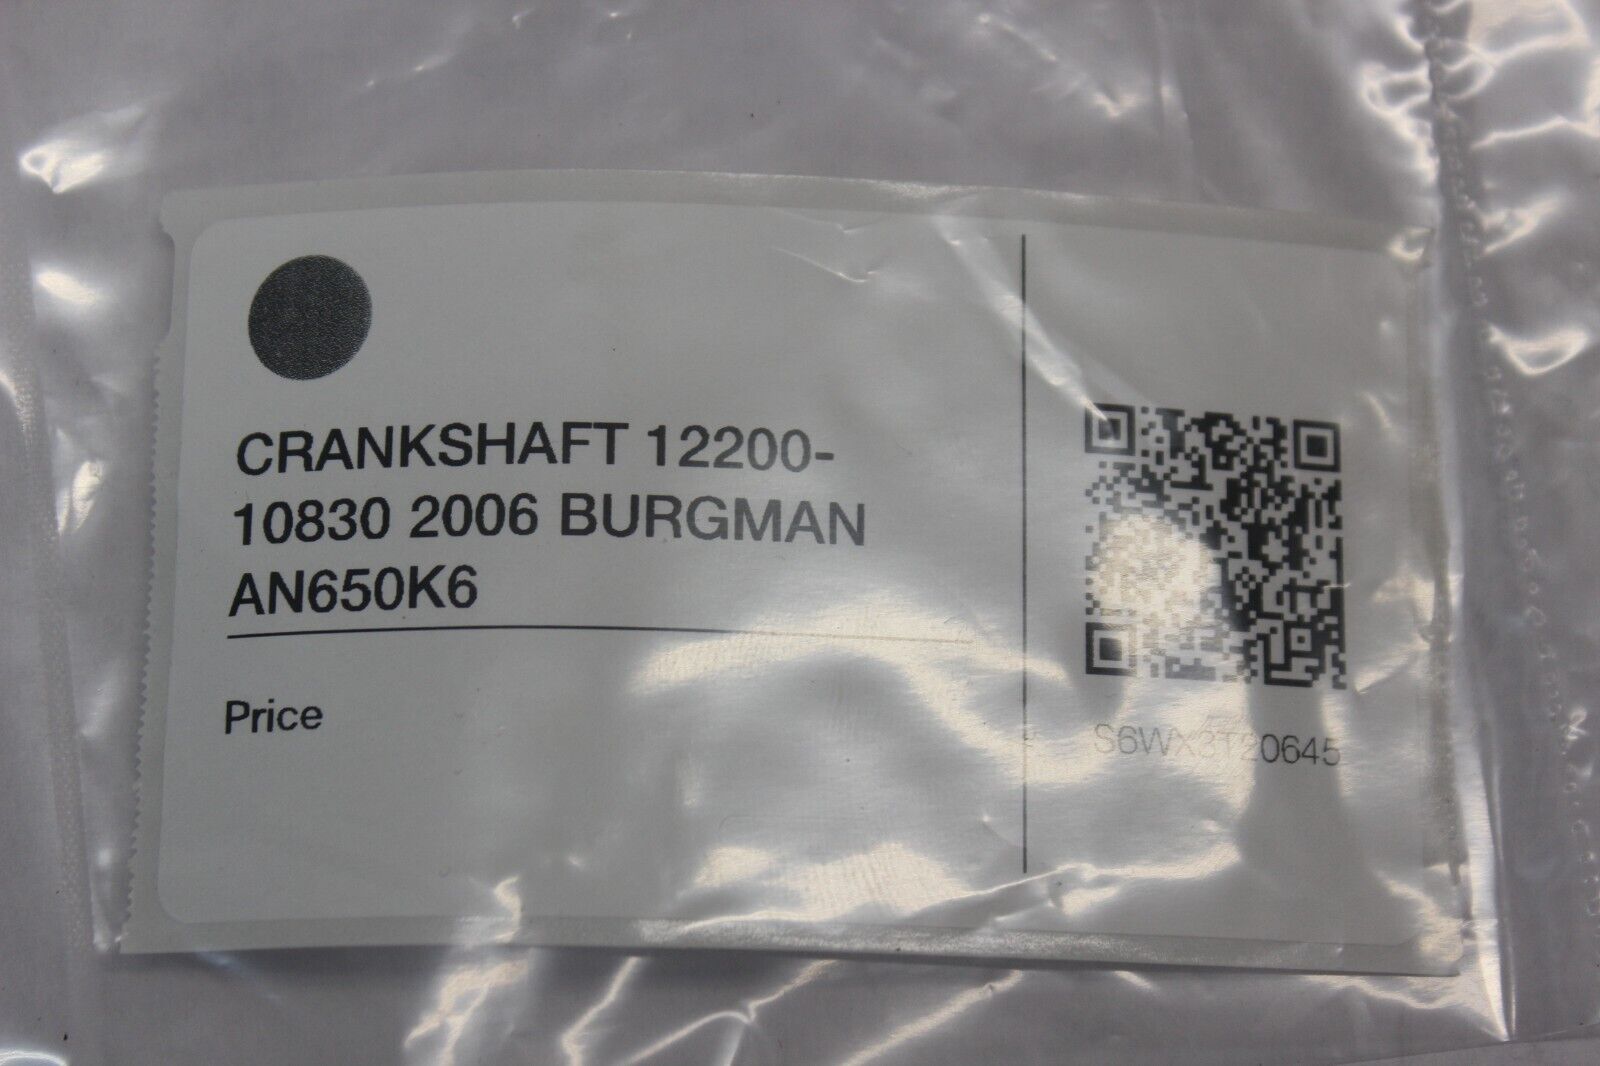 CRANKSHAFT 12200-
10830 2006 BURGMAN
AN650K6
Price
S6WX3T20645